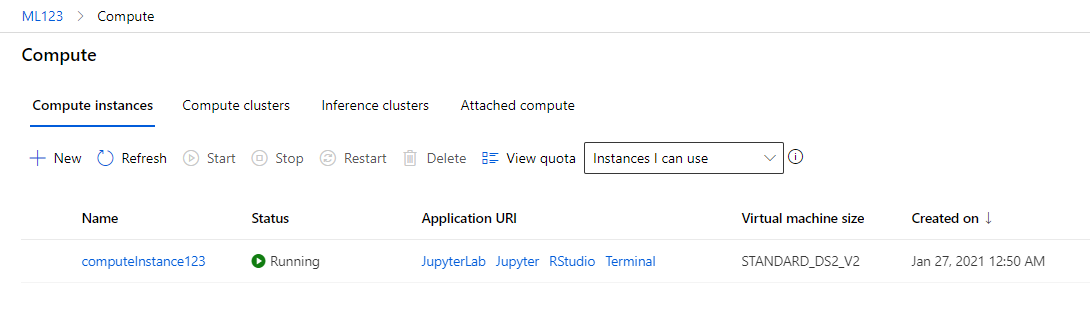 ML123 > Compute
Compute
Compute instances Compute clusters Inference clusters Attached compute
New Refresh Start Stop Restart Delete View quota Instances I can use
Name Status Application URI Virtual machine size Created on ↓
computeInstance123 Running JupyterLab Jupyter RStudio Terminal STANDARD_DS2_V2 Jan 27, 2021 12:50 AM